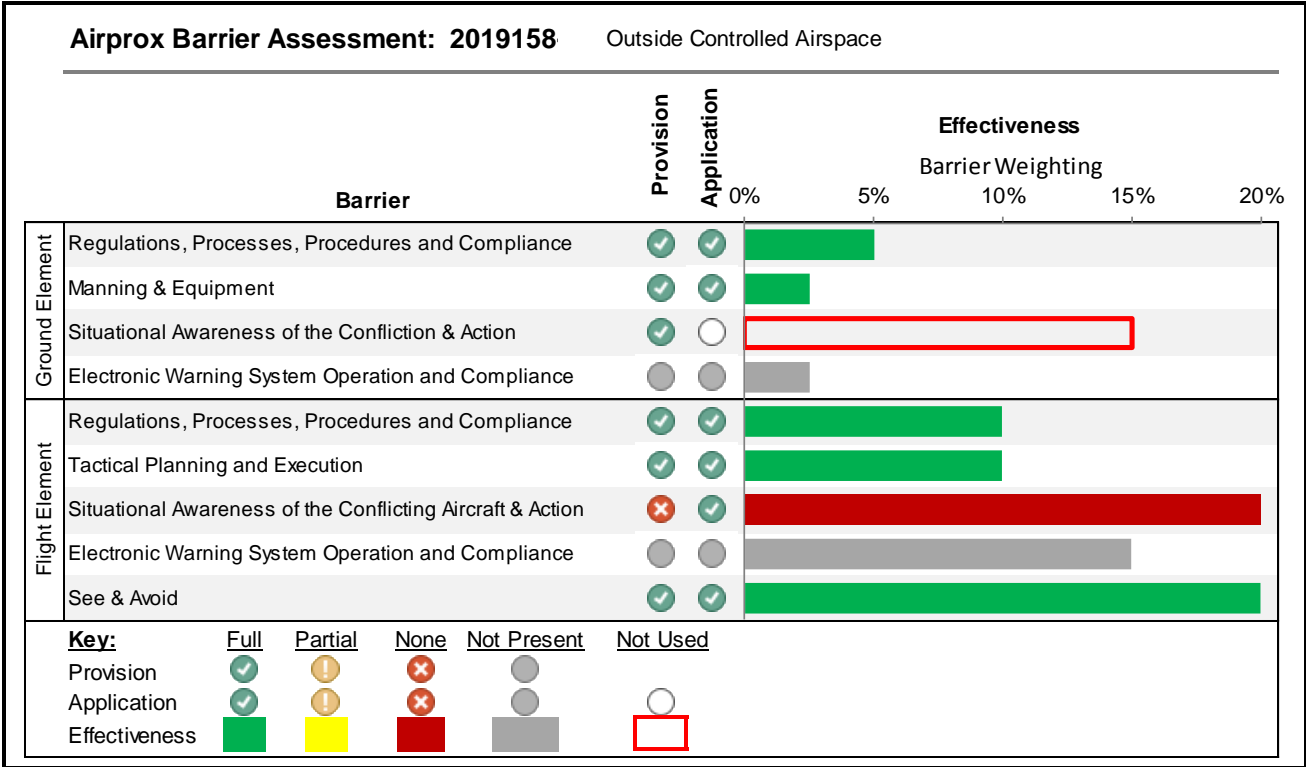 Airprox Barrier Assessment: 2019158 Outside Controlled Airspace
Provision
Application
Effectiveness
Barrier Weighting
Barrier
0% 5% 10% 15% 20%
Ground Element
Regulations, Processes, Procedures and Compliance
Manning & Equipment
Situational Awareness of the Confliction & Action
Electronic Warning System Operation and Compliance
Flight Element
Regulations, Processes, Procedures and Compliance
Tactical Planning and Execution
Situational Awareness of the Conflicting Aircraft & Action
Electronic Warning System Operation and Compliance
See & Avoid
Key: Full Partial None Not Present Not Used
Provision
Application
Effectiveness